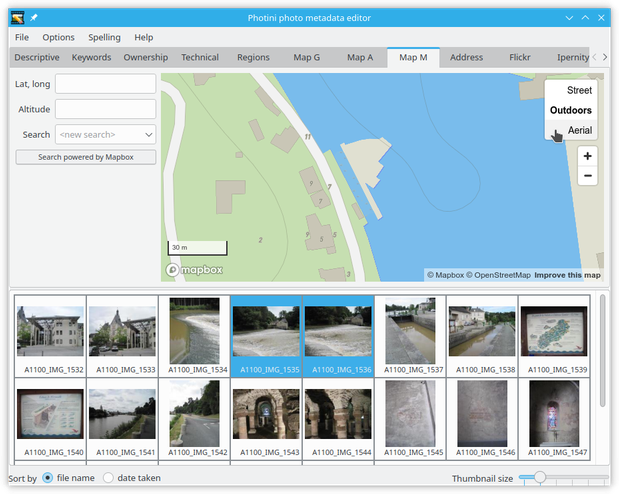 Photini photo metadata editor
File Options Spelling Help
Descriptive Keywords Ownership Technical Regions Map G Map A Map M Address Flickr Ipernity
Lat, long
Altitude
Search <new search>
Search powered by Mapbox
Street
Outdoors
Aerial
+
−
11
9
7
7
9
5
3
2
30 m
mapbox
© Mapbox © OpenStreetMap Improve this map
A1100_IMG_1532 A1100_IMG_1533 A1100_IMG_1534 A1100_IMG_1535 A1100_IMG_1536 A1100_IMG_1537 A1100_IMG_1538 A1100_IMG_1539
A1100_IMG_1540 A1100_IMG_1541 A1100_IMG_1542 A1100_IMG_1543 A1100_IMG_1544 A1100_IMG_1545 A1100_IMG_1546 A1100_IMG_1547
Sort by file name date taken Thumbnail size